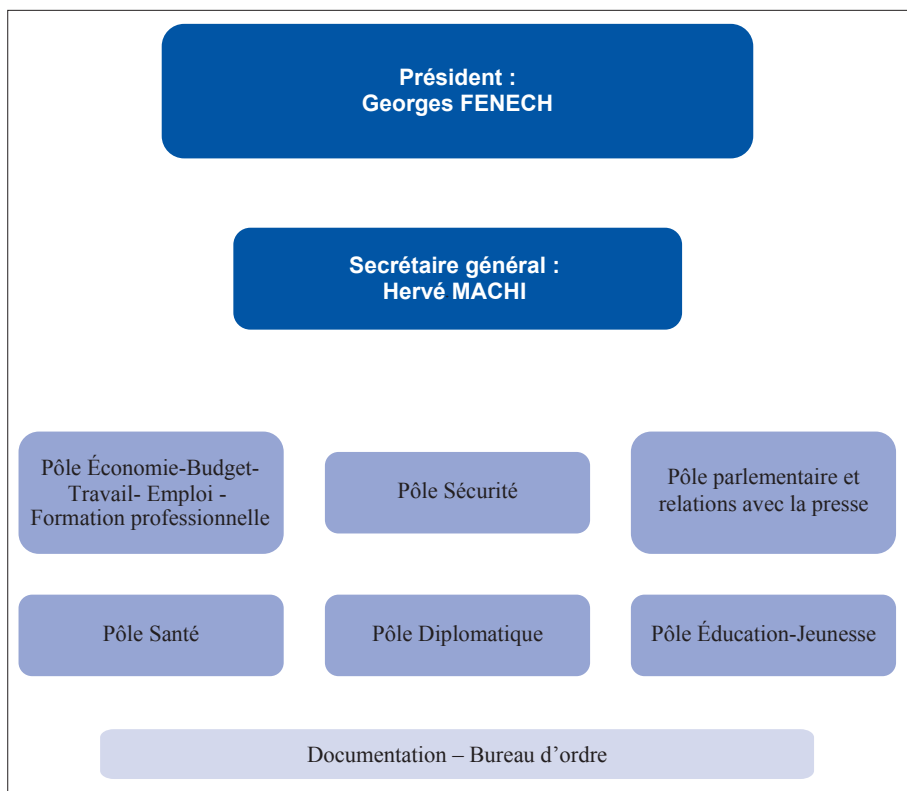 Président :
Georges FENECH
Secrétaire général :
Hervé MACHI
Pôle Économie-Budget-
Travail- Emploi -
Formation professionnelle
Pôle Sécurité
Pôle parlementaire et
relations avec la presse
Pôle Santé
Pôle Diplomatique
Pôle Éducation-Jeunesse
Documentation – Bureau d’ordre